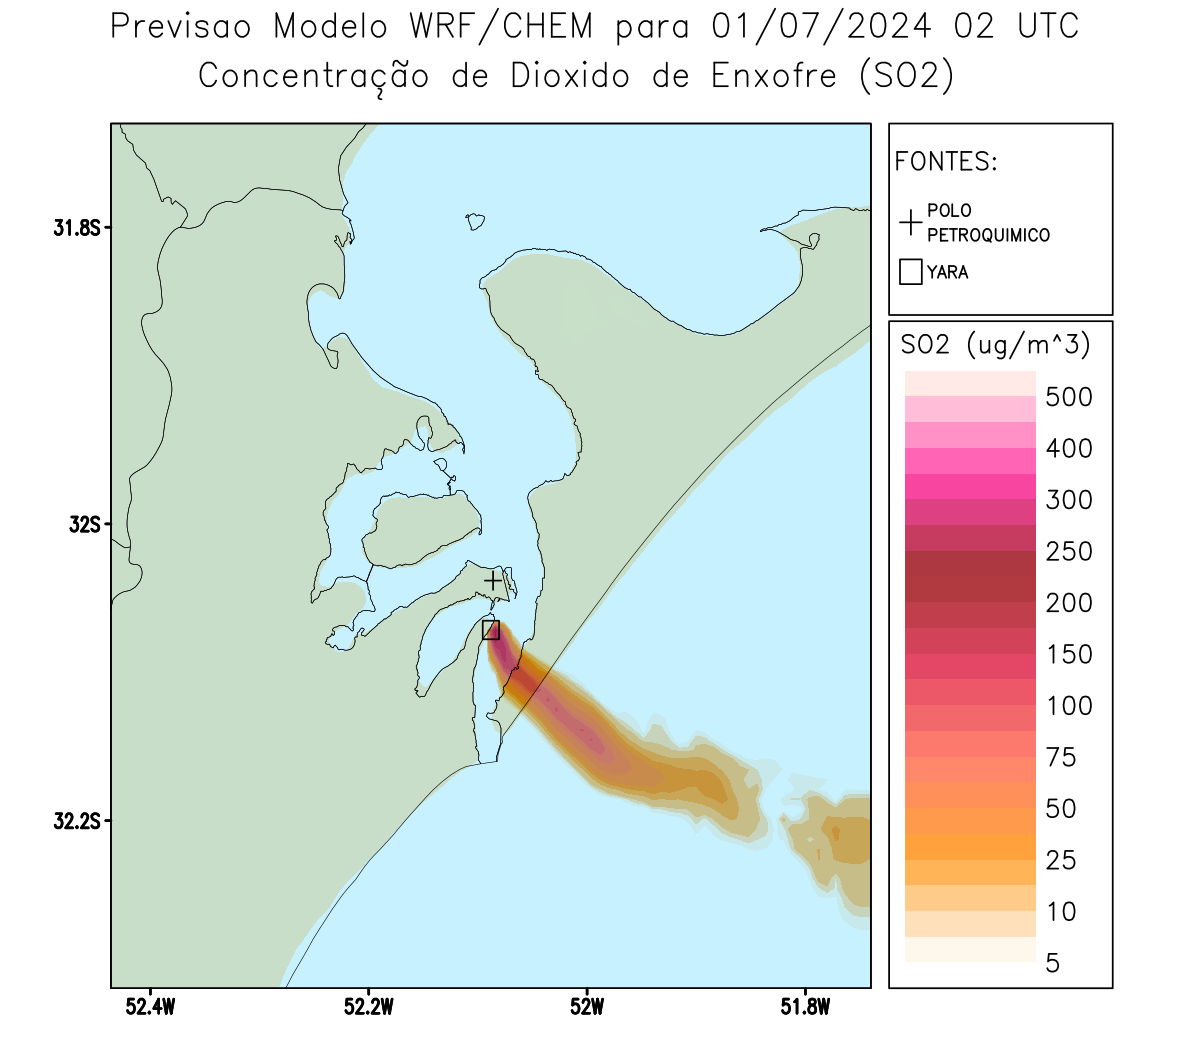 Previsao Modelo WRF/CHEM para 01/07/2024 02 UTC
Concentração de Dioxido de Enxofre (SO2)
FONTES:
POLO
PETROQUIMICO
YARA
SO2 (ug/m^3)
500
400
300
250
200
150
100
75
50
25
10
5
31.8S
32S
32.2S
52.4W
52.2W
52W
51.8W